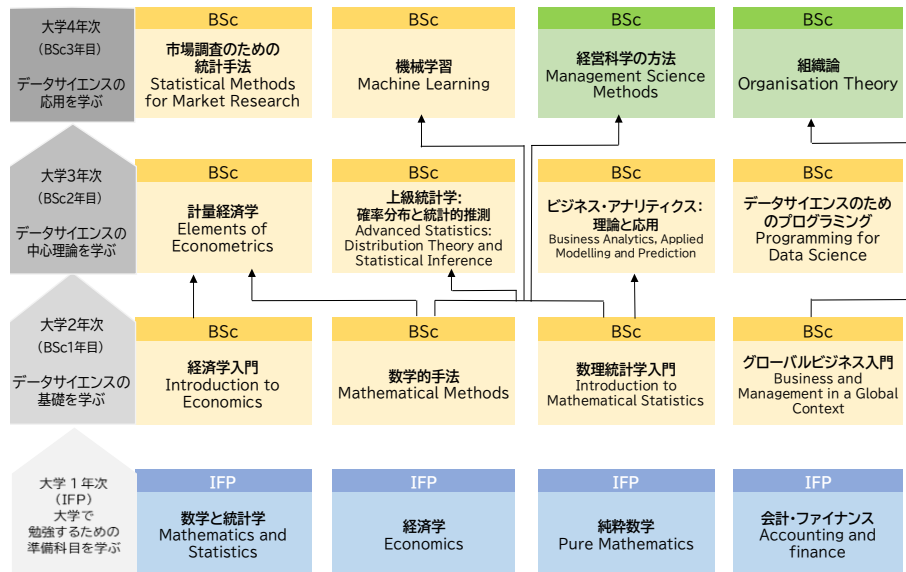 大学4年次
(BSc3年目)
データサイエンスの
応用を学ぶ
BSc
市場調査のための
統計手法
Statistical Methods
for Market Research
BSc
機械学習
Machine Learning
BSc
経営科学の方法
Management Science
Methods
BSc
組織論
Organisation Theory
大学3年次
(BSc2年目)
データサイエンスの
中心理論を学ぶ
BSc
計量経済学
Elements of
Econometrics
BSc
上級統計学:
確率分布と統計的推測
Advanced Statistics:
Distribution Theory and
Statistical Inference
BSc
ビジネス・アナリティクス:
理論と応用
Business Analytics, Applied
Modelling and Prediction
BSc
データサイエンスのため
のプログラミング
Programming for
Data Science
大学2年次
(BSc1年目)
データサイエンスの
基礎を学ぶ
BSc
経済学入門
Introduction to
Economics
BSc
数学的手法
Mathematical Methods
BSc
数理統計学入門
Introduction to
Mathematical Statistics
BSc
グローバルビジネス入門
Business and
Management in a Global
Context
大学1年次
(IFP)
大学で
勉強するための
準備科目を学ぶ
IFP
数学と統計学
Mathematics and
Statistics
IFP
経済学
Economics
IFP
純粋数学
Pure Mathematics
IFP
会計・ファイナンス
Accounting and
finance